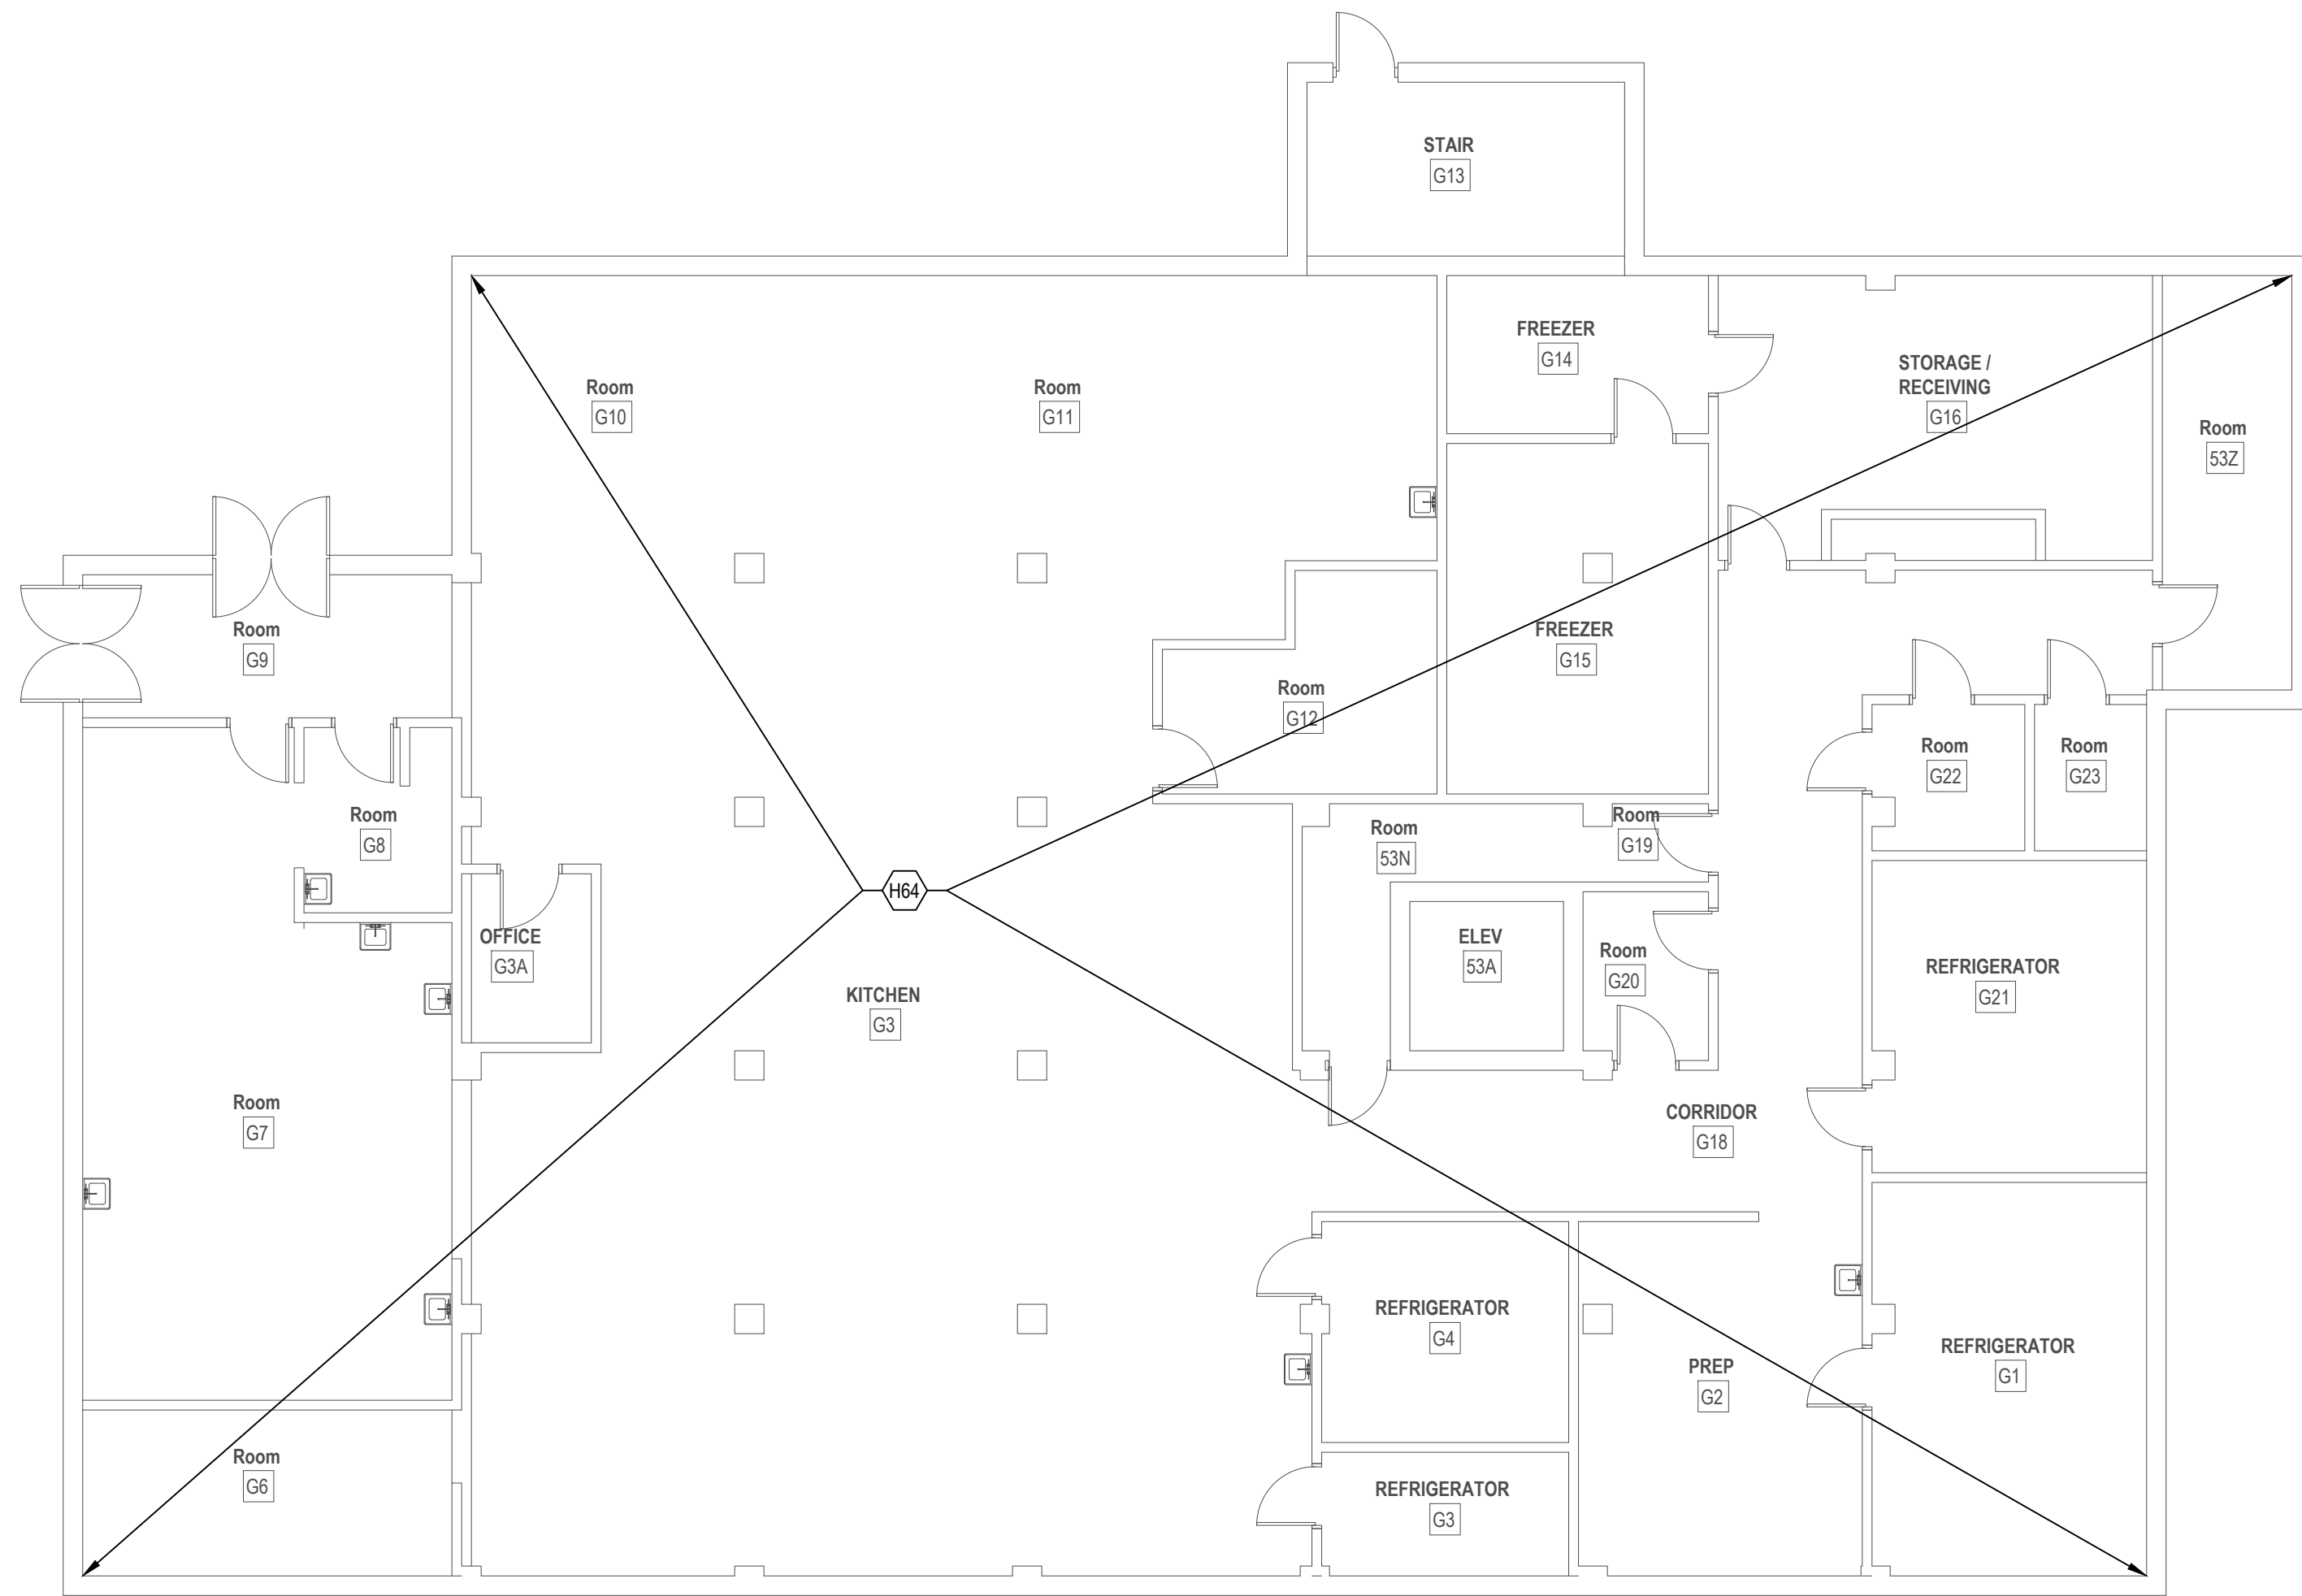 STAIR
G13
FREEZER
G14
STORAGE /
RECEIVING
G16
Room
G10
Room
G11
Room
53Z
Room
G9
FREEZER
G15
Room
G12
Room
G22
Room
G23
Room
G8
Room
53N
Room
G19
H64
OFFICE
G3A
ELEV
53A
Room
G20
REFRIGERATOR
G21
KITCHEN
G3
Room
G7
CORRIDOR
G18
REFRIGERATOR
G4
PREP
G2
REFRIGERATOR
G1
Room
G6
REFRIGERATOR
G3